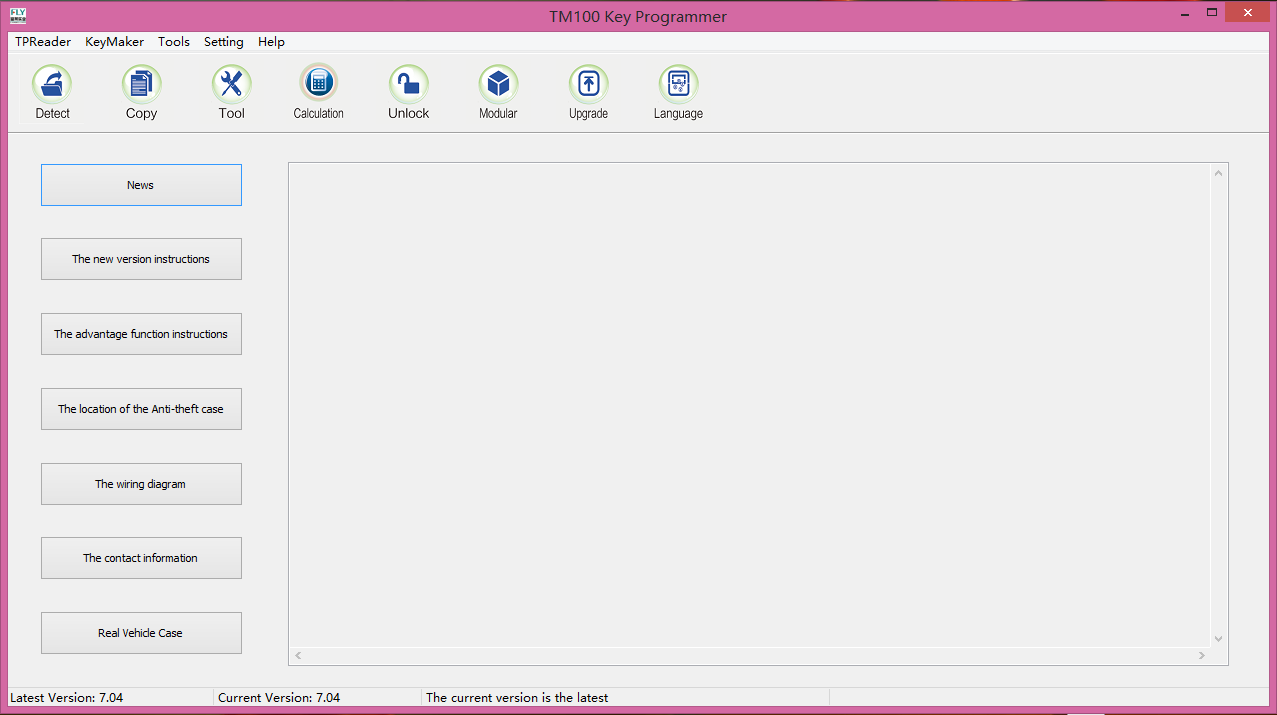 FLY
TM100 Key Programmer
TPReader KeyMaker Tools Setting Help
Detect Copy Tool Calculation Unlock Modular Upgrade Language
News
The new version instructions
The advantage function instructions
The location of the Anti-theft case
The wiring diagram
The contact information
Real Vehicle Case
Latest Version: 7.04 Current Version: 7.04 The current version is the latest